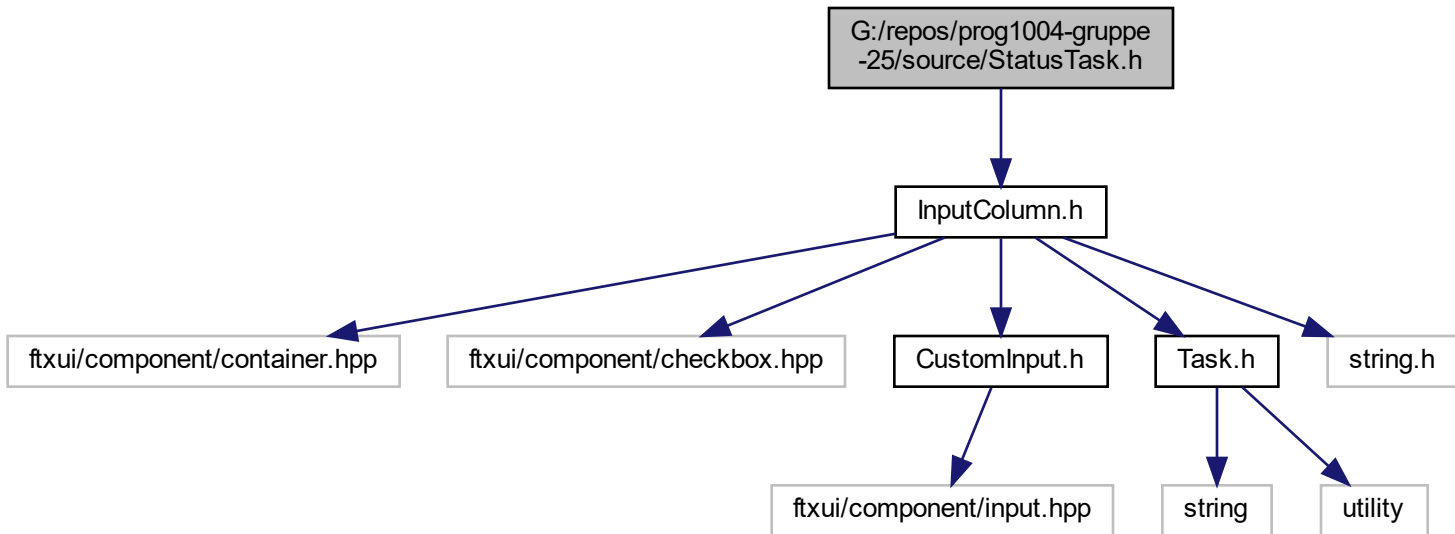 G:/repos/prog1004-gruppe
-25/source/StatusTask.h
InputColumn.h
ftxui/component/container.hpp
ftxui/component/checkbox.hpp
CustomInput.h
Task.h
string.h
ftxui/component/input.hpp
string
utility